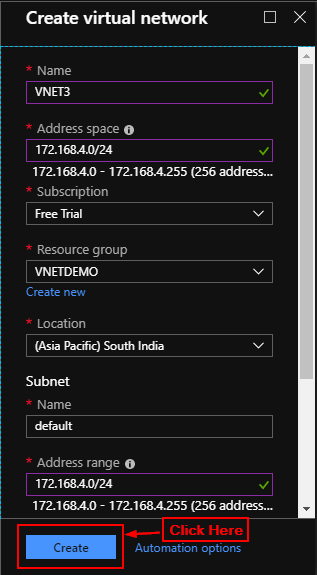 Create virtual network
* Name
VNET3
* Address space
172.168.4.0/24
172.168.4.0 - 172.168.4.255 (256 address...
* Subscription
Free Trial
* Resource group
VNETDEMO
Create new
* Location
(Asia Pacific) South India
Subnet
* Name
default
* Address range
172.168.4.0/24
172.168.4.0 - 172.168.4.255 (256 address...
Click Here
Create Automation options